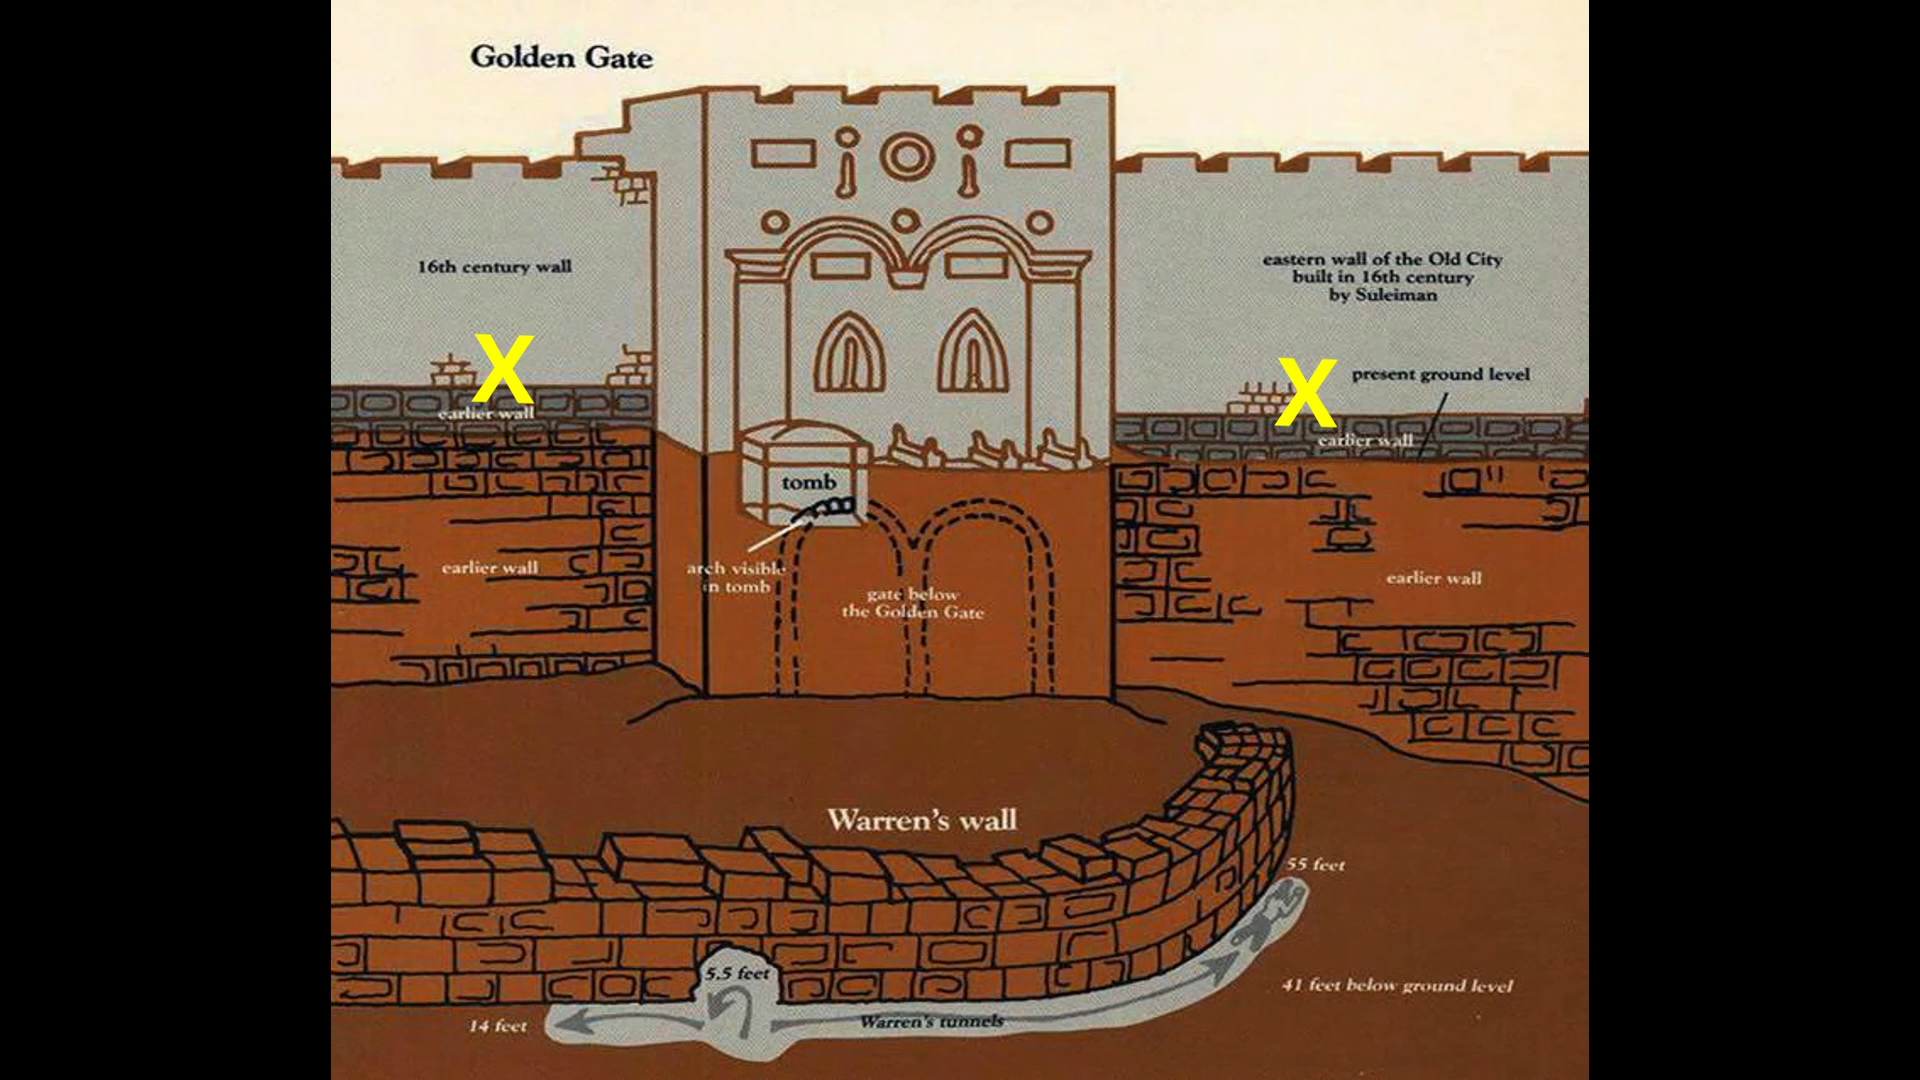 Golden Gate
16th century wall
eastern wall of the Old City
built in 16th century
by Suleiman
X
X
present ground level
earlier wall
earlier wall
tomb
earlier wall
arch visible
in tomb
gate below
the Golden Gate
earlier wall
Warren's wall
55 feet
5.5 feet
41 feet below ground level
14 feet
Warren's tunnels